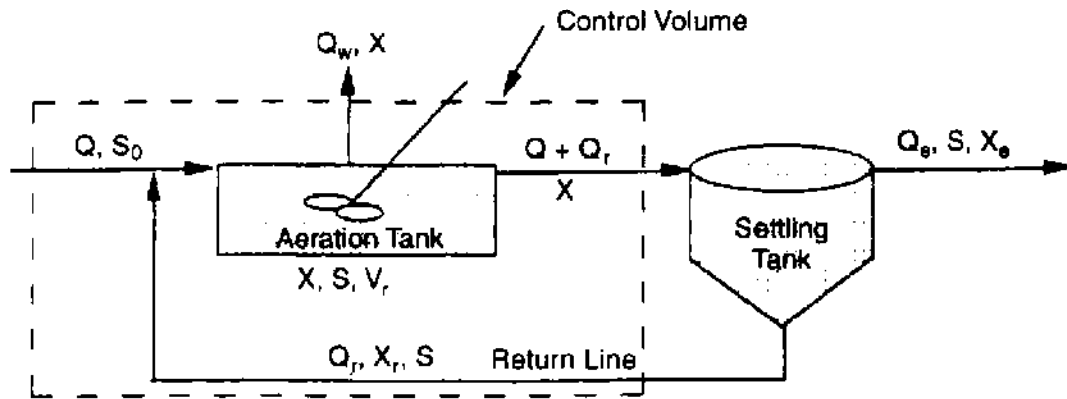 Control Volume
Q_w, X
Q, S_0
Q + Q_r
X
Q_e, S, X_e
Aeration Tank
Settling
Tank
X, S, V_r
Q_r, X_r, S
Return Line